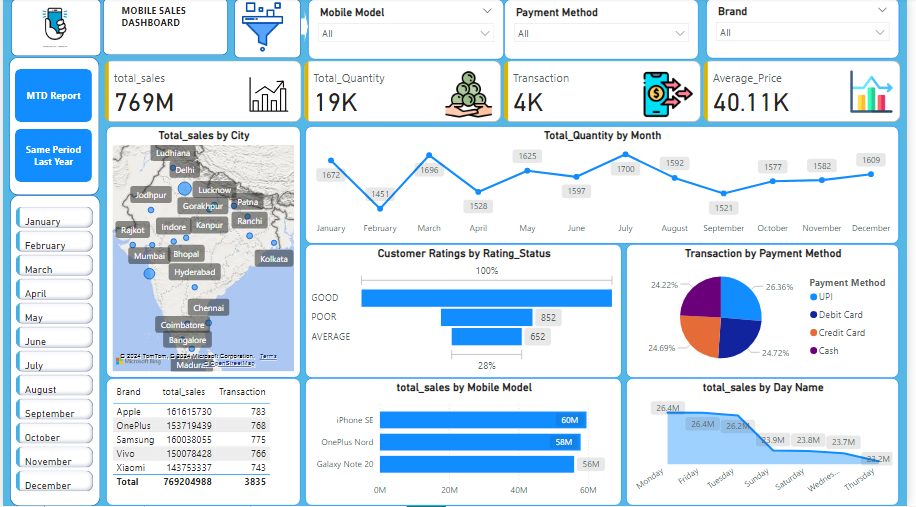 MOBILE SALES
DASHBOARD
Mobile Model
All
Payment Method
All
Brand
All
MTD Report
Same Period
Last Year
total_sales
769M
Total_Quantity
19K
Transaction
4K
Average_Price
40.11K
January
February
March
April
May
June
July
August
September
October
November
December
Total_sales by City
Ludhiana
Delhi
Jodhpur
Lucknow
Gorakhpur
Patna
Rajkot
Indore
Kanpur
Ranchi
Mumbai
Bhopal
Kolkata
Hyderabad
Chennai
Coimbatore
Bangalore
© 2024 TomTom, © 2024 Microsoft Corporation, Terms
Microsoft Bing
© OpenStreetMap
Total_Quantity by Month
1672
1451
1696
1528
1625
1597
1700
1592
1521
1577
1582
1609
January February March April May June July August September October November December
Customer Ratings by Rating_Status
100%
GOOD
POOR 852
AVERAGE 652
28%
Transaction by Payment Method
24.22%
26.36%
24.69%
24.72%
Payment Method
UPI
Debit Card
Credit Card
Cash
Brand total_sales Transaction
Apple 161615730 783
OnePlus 153719439 768
Samsung 160038055 775
Vivo 150078428 766
Xiaomi 143753337 743
Total 769204988 3835
total_sales by Mobile Model
iPhone SE 60M
OnePlus Nord 58M
Galaxy Note 20 56M
0M 20M 40M 60M
total_sales by Day Name
26.4M
26.4M
26.2M
23.9M
23.8M
23.7M
Monday Friday Tuesday Sunday Saturday Wednes... Thursday